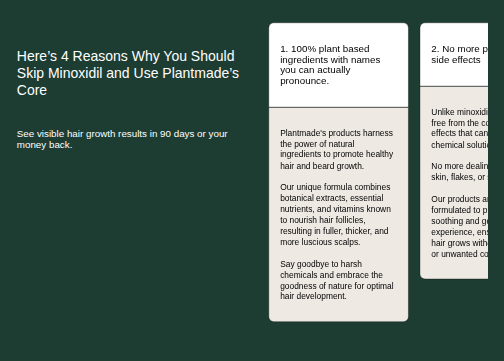 Here's 4 Reasons Why You Should
Skip Minoxidil and Use Plantmade's
Core
See visible hair growth results in 90 days or your
money back.
1. 100% plant based
ingredients with names
you can actually
pronounce.
Plantmade's products harness
the power of natural
ingredients to promote healthy
hair and beard growth.
Our unique formula combines
botanical extracts, essential
nutrients, and vitamins known
to nourish hair follicles,
resulting in fuller, thicker, and
more luscious scalps.
Say goodbye to harsh
chemicals and embrace the
goodness of nature for optimal
hair development.
2. No more
side effects
Unlike
free from the
effects that
chemical
No more
skin, flakes, or
Our products
formulated to
soothing and
experience,
hair grows
or unwanted